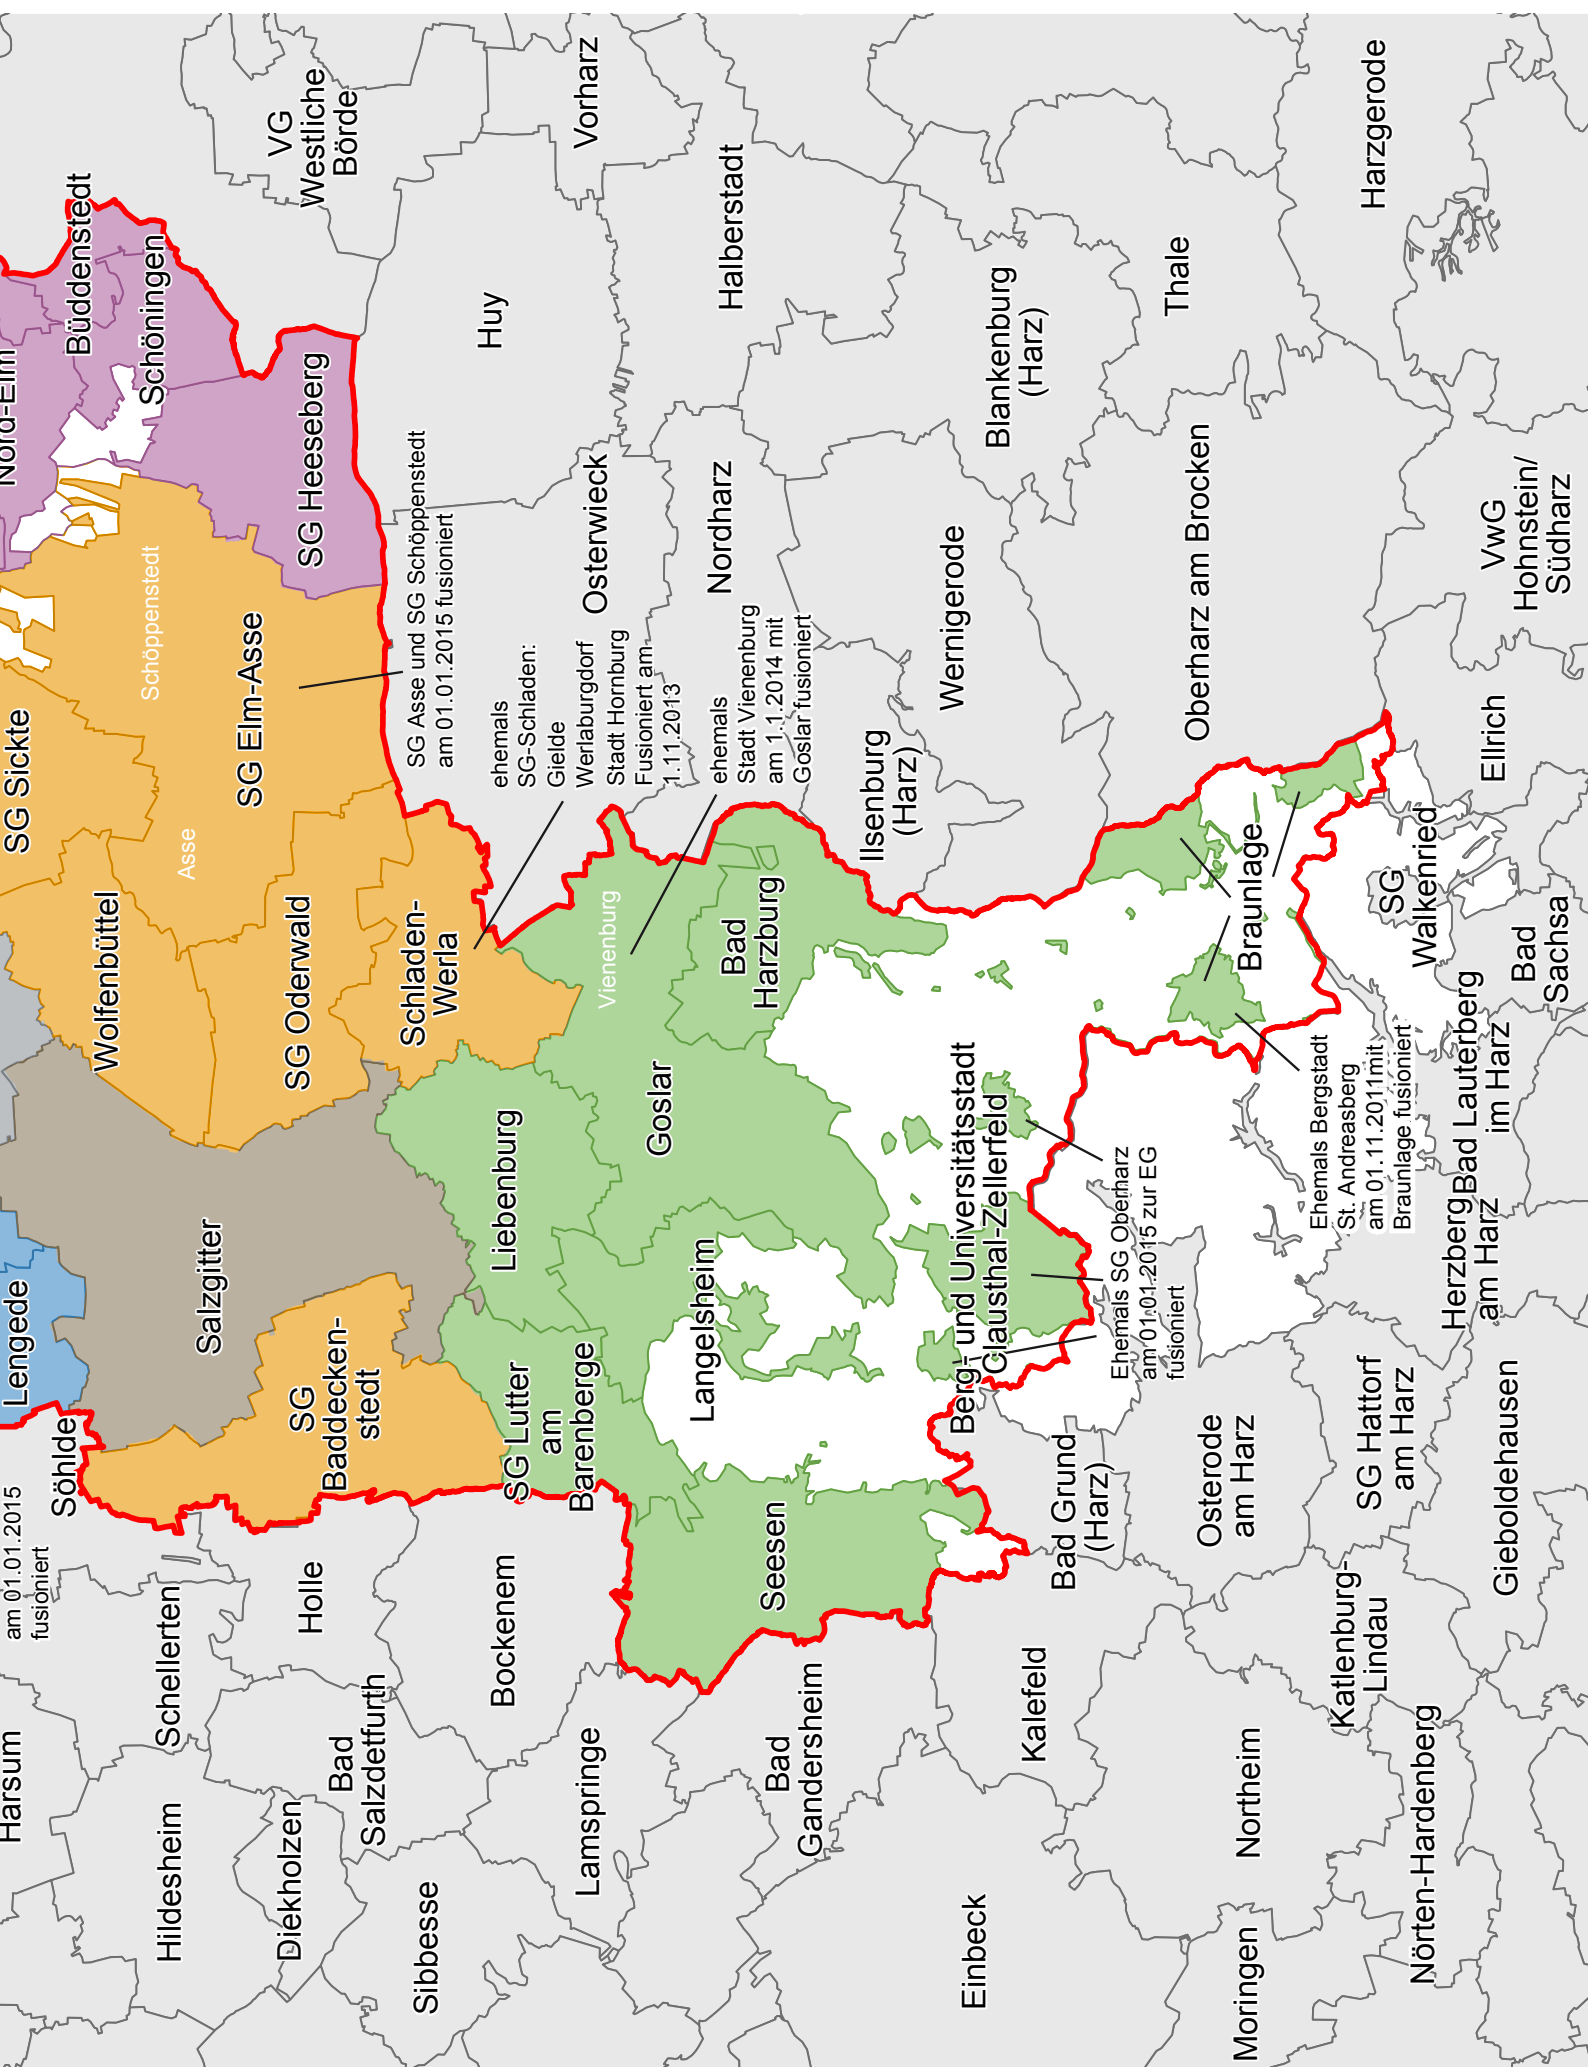 Harsum
Hildesheim
Diekholzen
Sibbesse
Schellerten
Bad
Salzdetfurth
Lamspringe
Bad
Gandersheim
Einbeck
Moringen
Northeim
Nörten-Hardenberg
Kalefeld
Katlenburg-
Lindau
am 01.01.2015
fusioniert
Söhlde
Holle
Bockenem
Seesen
Bad Grund
(Harz)
Osterode
am Harz
SG Hattorf
am Harz
Gieboldehausen
Lengede
Salzgitter
SG
Baddecken-
stedt
SG Lutter
am
Barenberge
Langelsheim
Berg- und Universitätsstadt
Clausthal-Zellerfeld
Ehemals SG Oberharz
am 01.01.2015 zur EG
fusioniert
Herzberg
am Harz
Bad Lauterberg
im Harz
Ehemals Bergstadt
St. Andreasberg
am 01.11.2011mit
Braunlage fusioniert
Wolfenbüttel
SG Oderwald
Schladen-
Werla
Liebenburg
Goslar
Vienenburg
Bad
Harzburg
Braunlage
SG
Walkenried
Bad
Sachsa
Ellrich
SG Sickte
Asse
SG Elm-Asse
Schöppenstedt
SG Asse und SG Schöppenstedt
am 01.01.2015 fusioniert
ehemals
SG-Schladen:
Gielde
Werlaburgdorf
Stadt Hornburg
Fusioniert am
1.11.2013
ehemals
Stadt Vienenburg
am 1.1.2014 mit
Goslar fusioniert
Ilsenburg
(Harz)
Wernigerode
Oberharz am Brocken
VwG
Hohnstein/
Südharz
Nord-Elm
Büddenstedt
Schöningen
SG Heeseberg
Osterwieck
Nordharz
Huy
Halberstadt
Blankenburg
(Harz)
Thale
VG
Westliche
Börde
Vorharz
Harzgerode